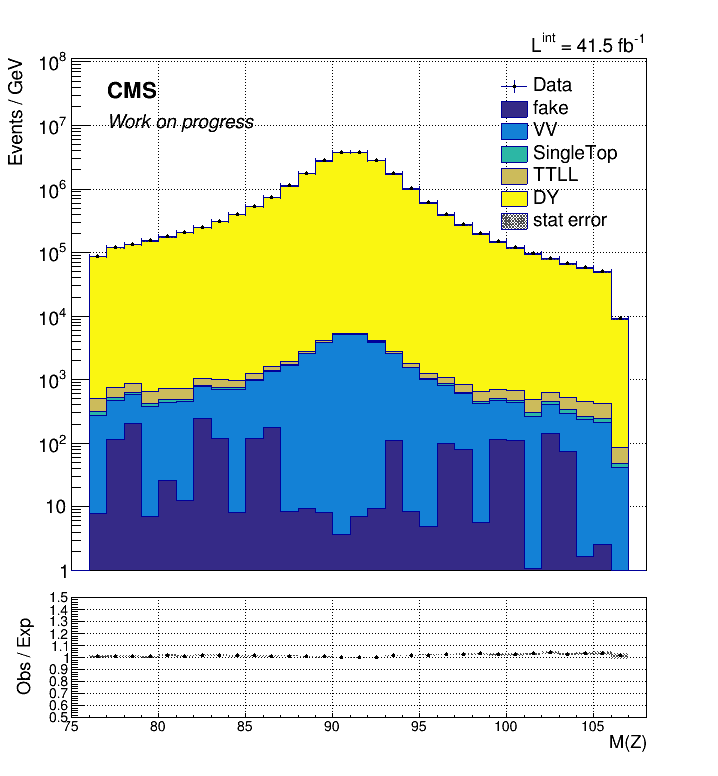 L^int = 41.5 fb^-1
Events / GeV
10^8
10^7
10^6
10^5
10^4
10^3
10^2
10
1
CMS
Work on progress
Data
fake
VV
SingleTop
TTLL
DY
stat error
Obs / Exp
1.5
1.4
1.3
1.2
1.1
1
0.9
0.8
0.7
0.6
0.5
75 80 85 90 95 100 105
M(Z)